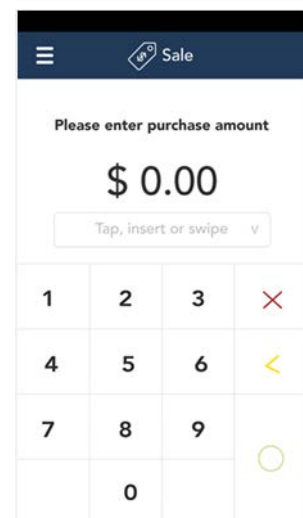 Sale
Please enter purchase amount
$ 0.00
Tap, insert or swipe v
1 2 3
4 5 6
7 8 9
0